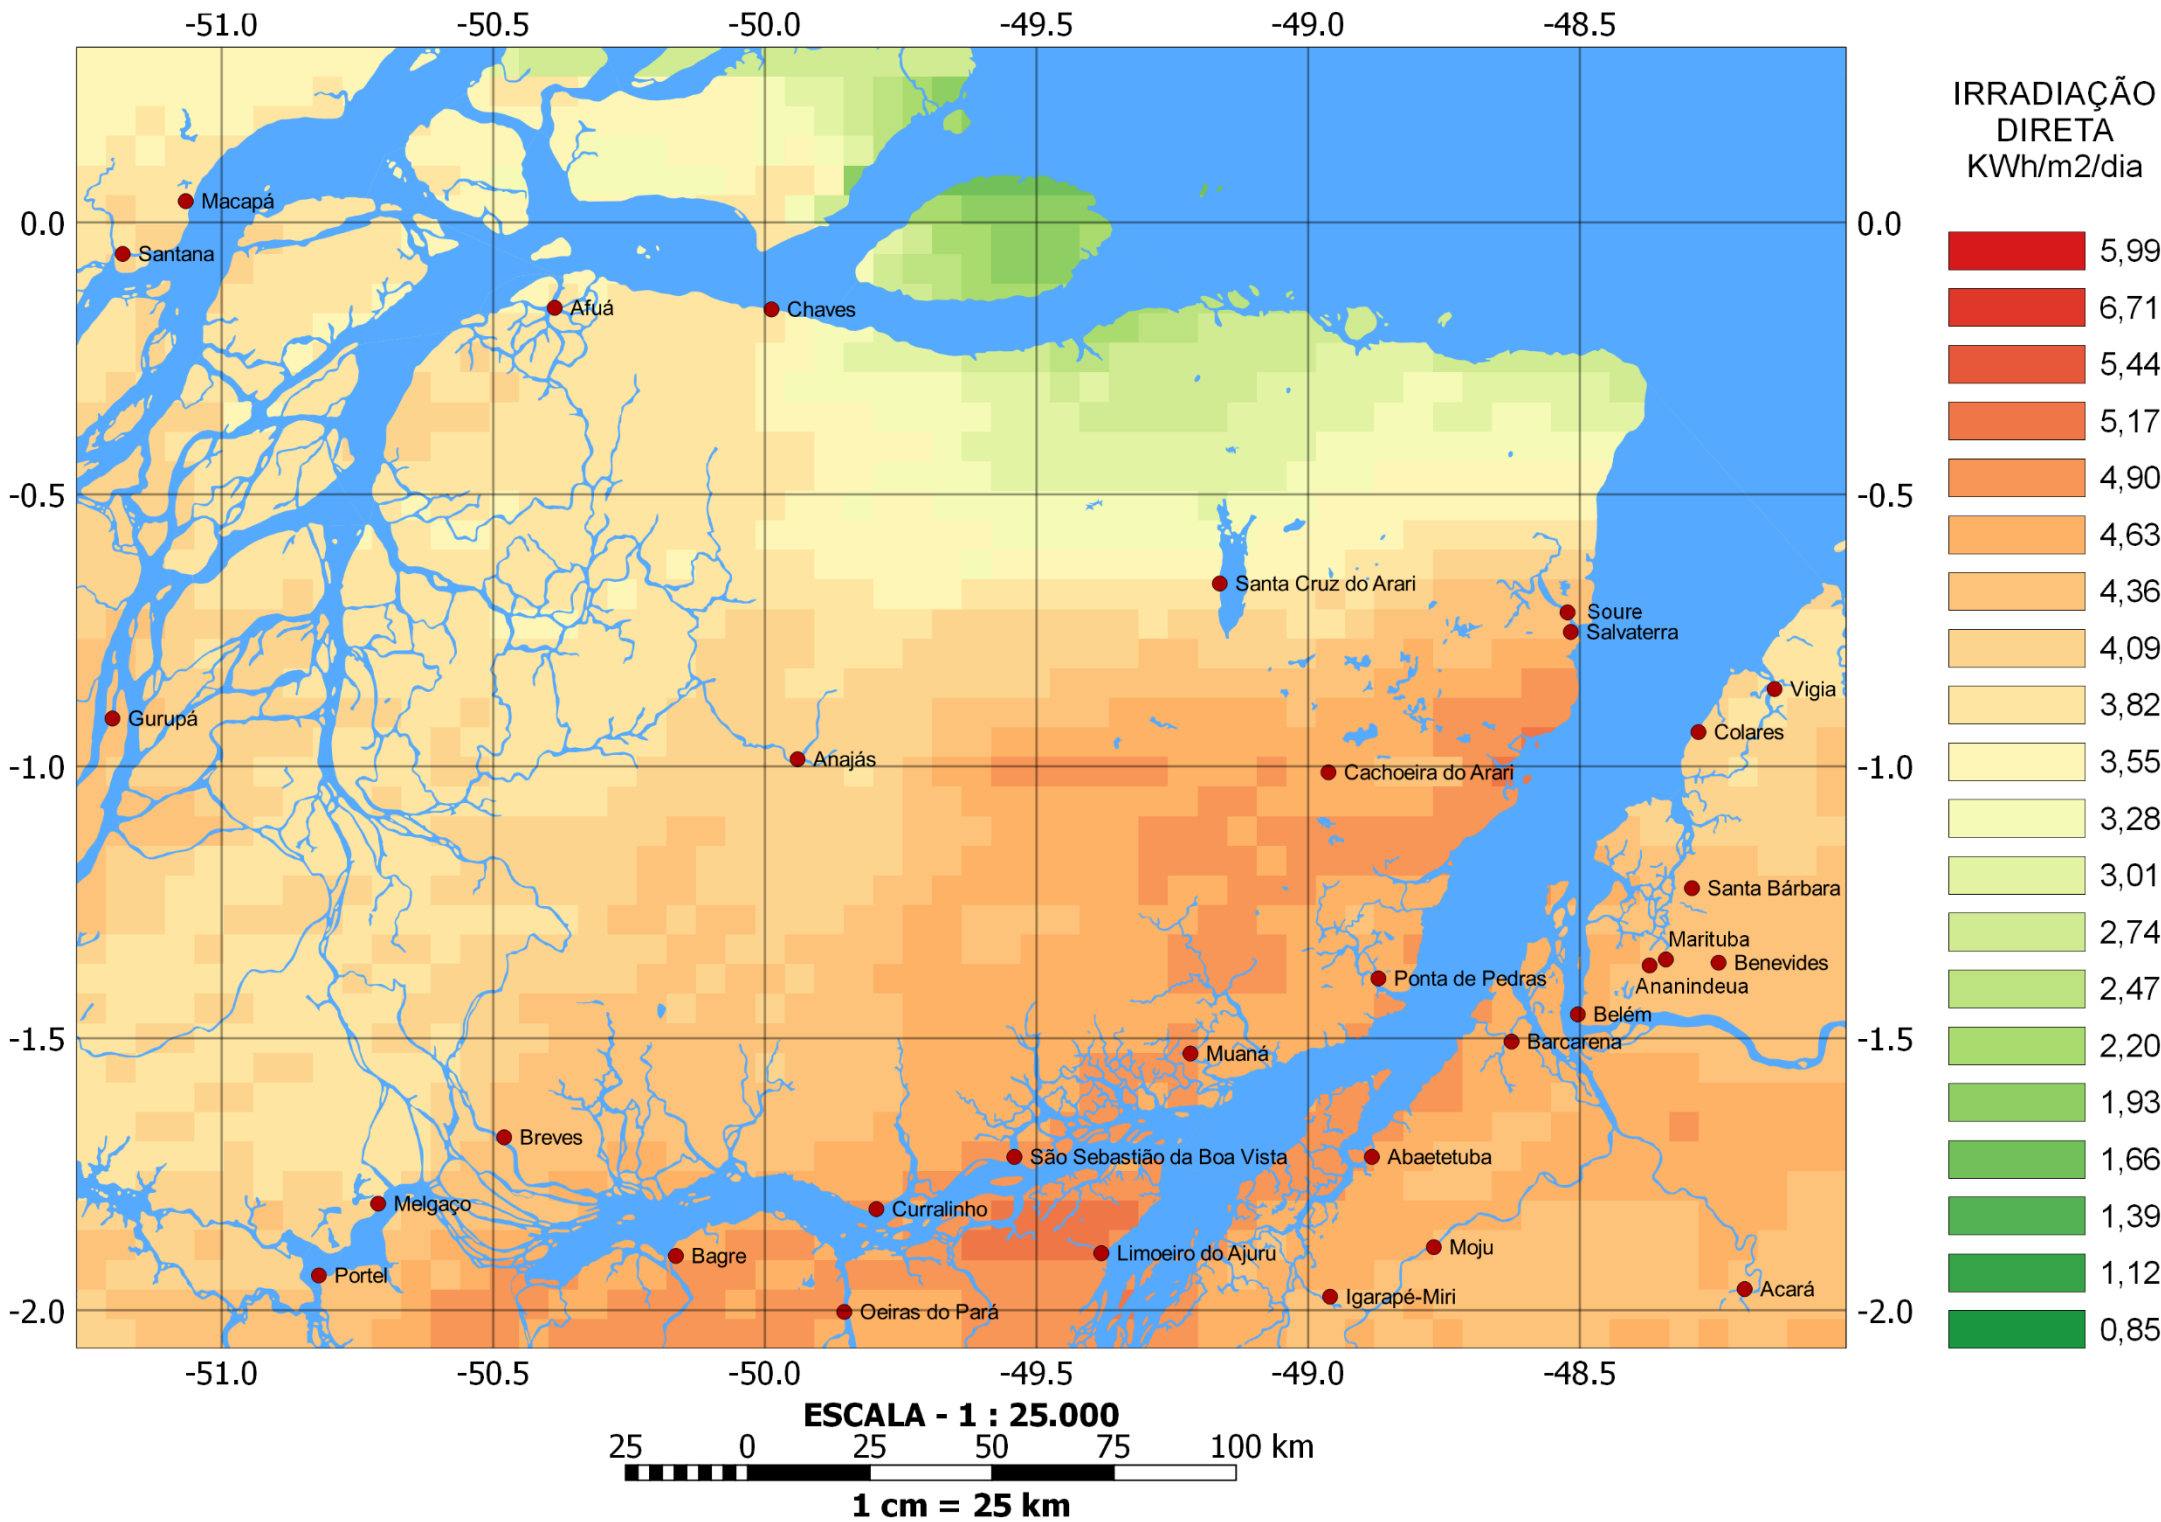 -51.0 -50.5 -50.0 -49.5 -49.0 -48.5
IRRADIAÇÃO
DIRETA
KWh/m2/dia
Macapá
0.0 0.0
Santana
5,99
Afuá
Chaves
6,71
5,44
5,17
4,90
-0.5 -0.5
4,63
Santa Cruz do Arari
4,36
Soure
Salvaterra
4,09
Vigia
3,82
Gurupá
Colares
Anajás
3,55
-1.0 -1.0
Cachoeira do Arari
3,28
3,01
Santa Bárbara
2,74
Marituba
Benevides
Ponta de Pedras
Ananindeua
2,47
Belém
-1.5 -1.5
Barcarena
2,20
Muaná
1,93
Breves
São Sebastião da Boa Vista
Abaetetuba
1,66
Melgaço
Curralinho
1,39
Moju
Bagre
Limoeiro do Ajuru
1,12
Portel
Acará
Igarapé-Miri
-2.0 -2.0
Oeiras do Pará
0,85
-51.0 -50.5 -50.0 -49.5 -49.0 -48.5
ESCALA - 1 : 25.000
25 0 25 50 75 100 km
1 cm = 25 km